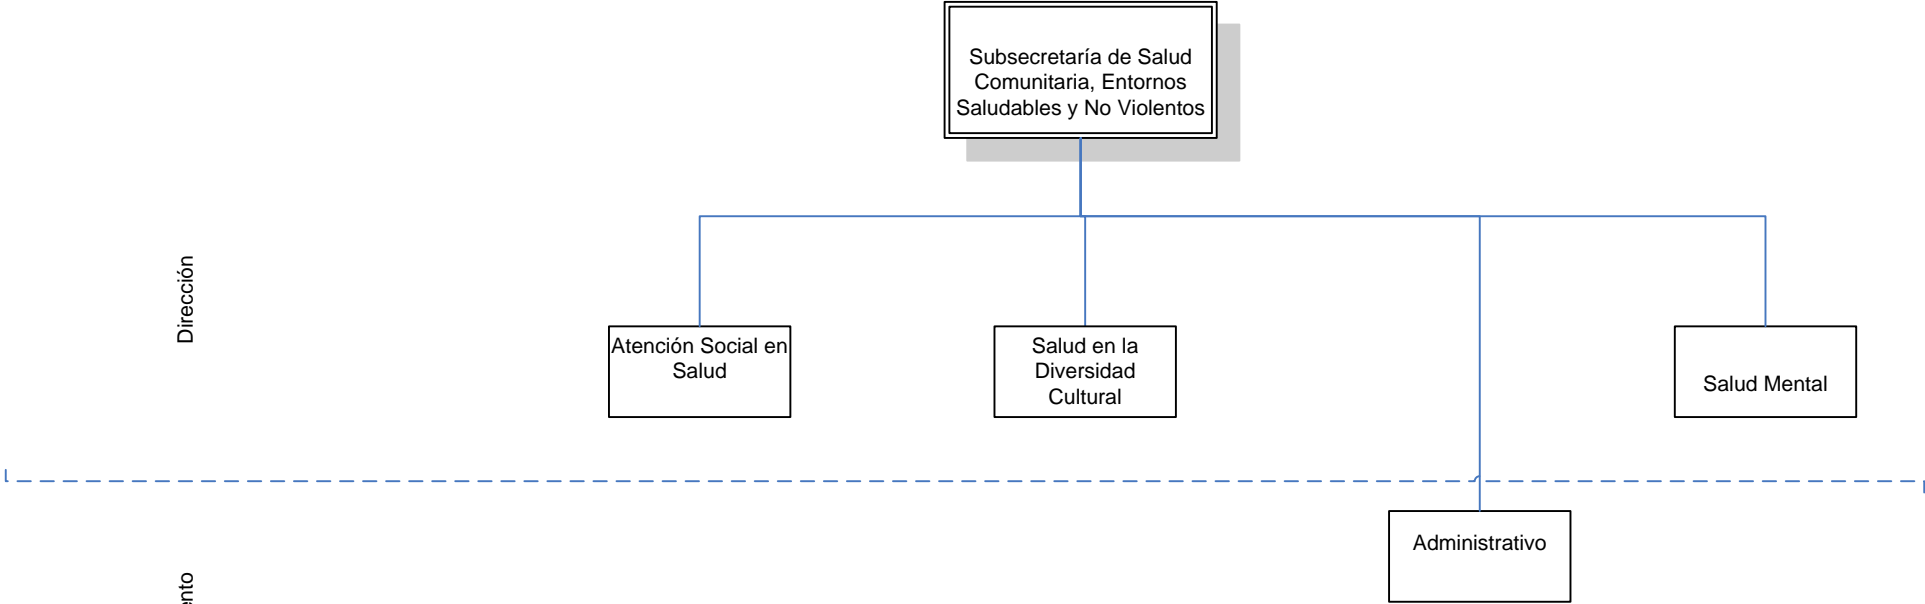 Subsecretaría de Salud
Comunitaria, Entornos
Saludables y No Violentos
Dirección
Atención Social en
Salud
Salud en la
Diversidad
Cultural
Salud Mental
Administrativo